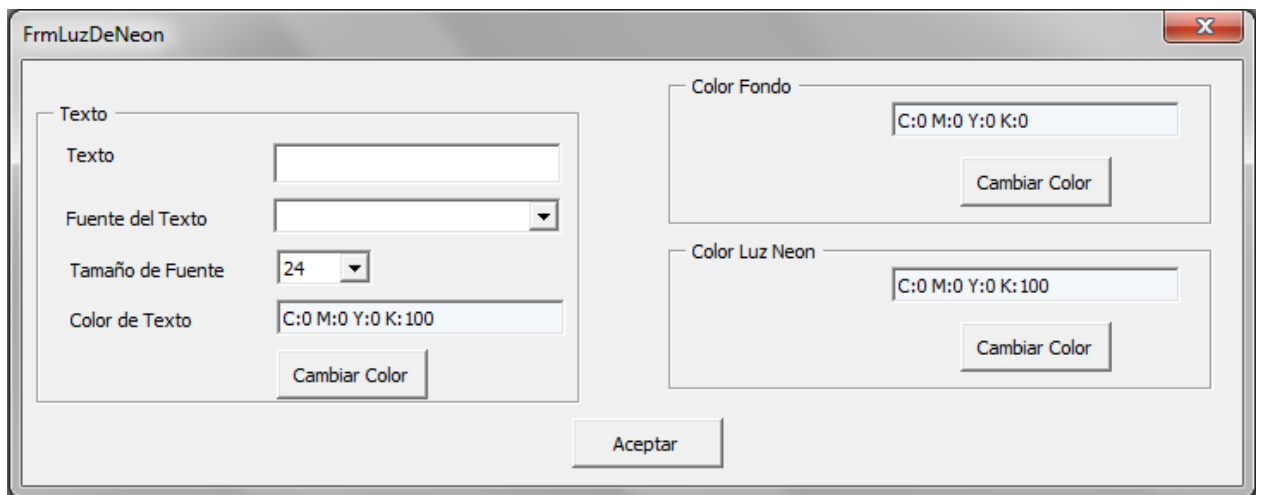 FrmLuzDeNeon
Texto
Texto
Fuente del Texto
Tamaño de Fuente
24
Color de Texto
C:0 M:0 Y:0 K:100
Cambiar Color
Color Fondo
C:0 M:0 Y:0 K:0
Cambiar Color
Color Luz Neon
C:0 M:0 Y:0 K:100
Cambiar Color
Aceptar